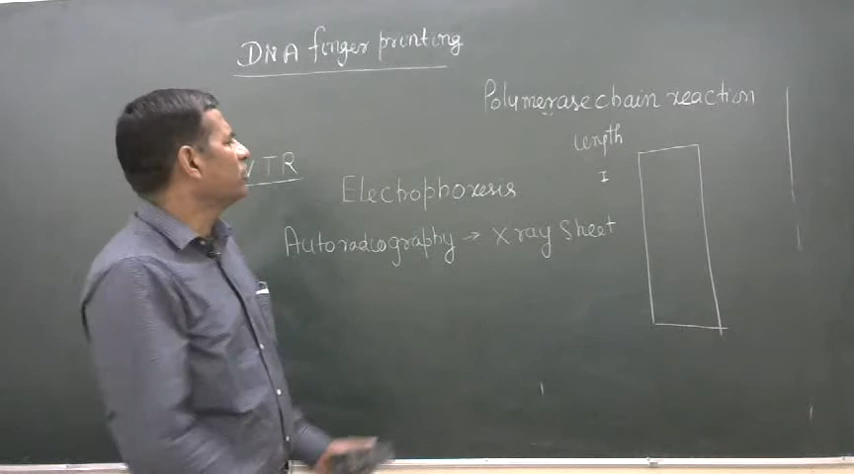 DNA finger printing
Polymerase chain reaction
length
I
VTR
Electrophoresis
Autoradiography → X ray Sheet